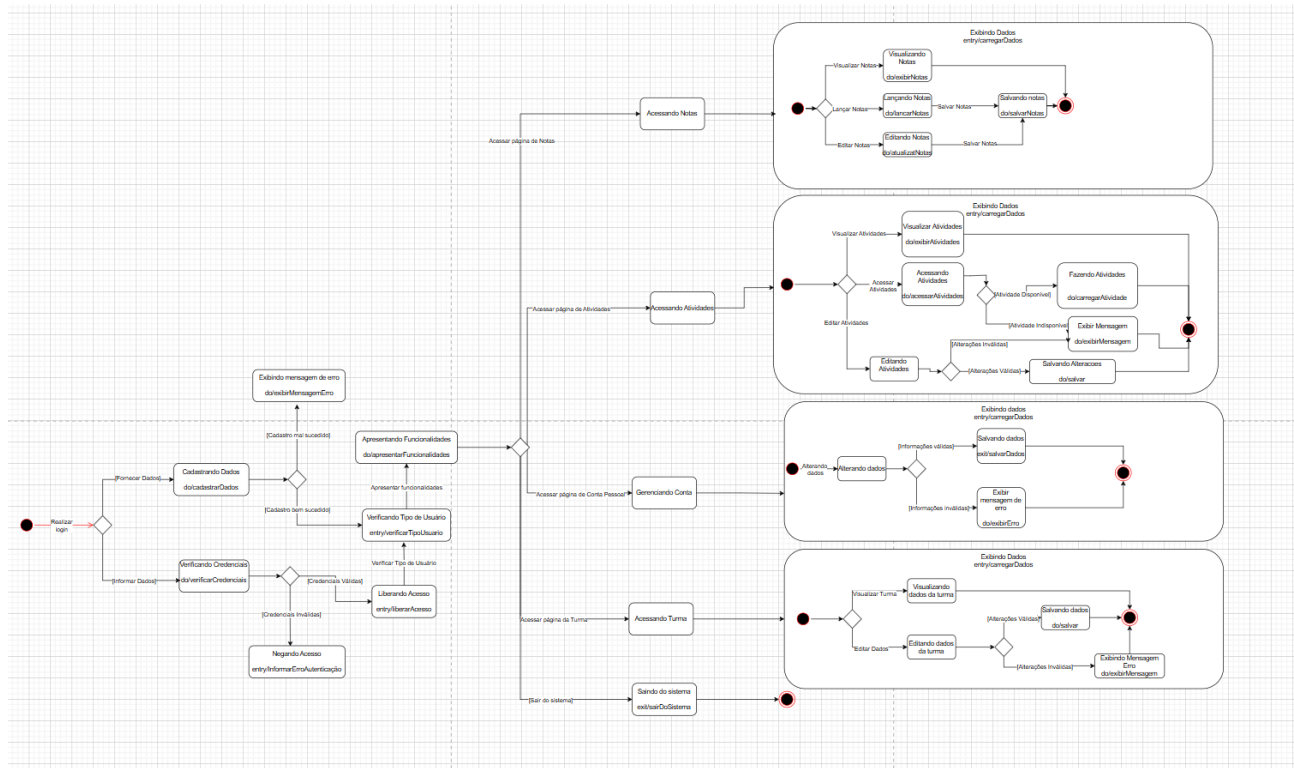 Exibindo Dados
entry/carregarDados
Visualizando
Notas
do/exibirNotas
Visualizar Notas
Lançando Notas
do/lancarNotas
Lançar Notas
Salvar Notas
Salvando notas
do/salvarNotas
Editando Notas
do/atualizatNotas
Editar Notas
Salvar Notas
Acessando Notas
Acessar página de Notas
Exibindo Dados
entry/carregarDados
Visualizar Atividades
do/exibirAtividades
Visualizar Atividades
Acessando
Atividades
do/acessarAtividades
Acessar
Atividades
Fazendo Atividades
do/carregarAtividade
[Atividade Disponível]
[Atividade Indisponível]
Exibir Mensagem
do/exibirMensagem
Editar Atividades
[Alterações Inválidas]
Editando
Atividades
[Alterações Válidas]
Salvando Alteracoes
do/salvar
Acessando Atividades
Acessar página de Atividades
Exibindo mensagem de erro
do/exibirMensagemErro
[Cadastro mal sucedido]
Exibindo dados
entry/carregarDados
Apresentando Funcionalidades
do/apresentarFuncionalidades
Alterando
dados
Alterando dados
[Informações válidas]
Salvando dados
exit/salvarDados
[Informações inválidas]
Exibir
mensagem de
erro
do/exibirErro
Cadastrando Dados
do/cadastrarDados
[Fornecer Dados]
Apresentar funcionalidades
Acessar página de Conta Pessoal
Gerenciando Conta
[Cadastro bem sucedido]
Verificando Tipo de Usuário
entry/verificarTipoUsuario
Realizar
login
Verificar Tipo de Usuário
Verificando Credenciais
do/verificarCredenciais
[Informar Dados]
[Credenciais Válidas]
Liberando Acesso
entry/liberarAcesso
[Credenciais Inválidas]
Negando Acesso
entry/InformarErroAutenticação
Exibindo Dados
entry/carregarDados
Visualizar Turma
Visualizando
dados da turma
Editar Dados
Editando dados
da turma
[Alterações Válidas]
Salvando dados
do/salvar
[Alterações Inválidas]
Exibindo Mensagem
Erro
do/exibirMensagem
Acessar página da Turma
Acessando Turma
[Sair do sistema]
Saindo do sistema
exit/sairDoSistema